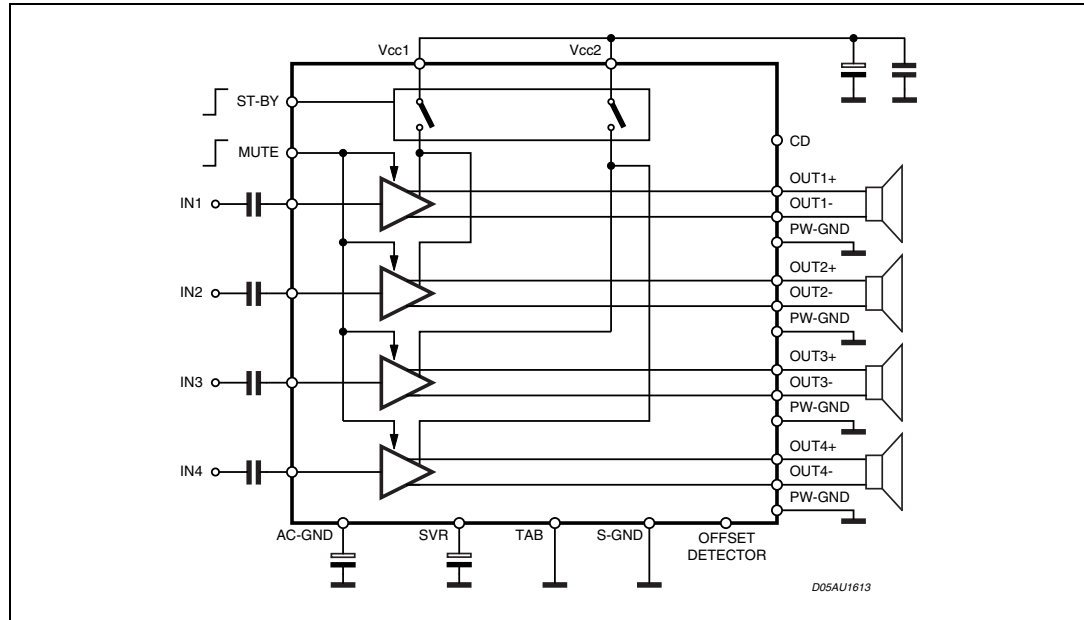 Vcc1
Vcc2
ST-BY
MUTE
CD
OUT1+
OUT1-
IN1
PW-GND
OUT2+
IN2
OUT2-
PW-GND
OUT3+
IN3
OUT3-
PW-GND
OUT4+
IN4
OUT4-
PW-GND
AC-GND
SVR
TAB
S-GND
OFFSET
DETECTOR
D05AU1613